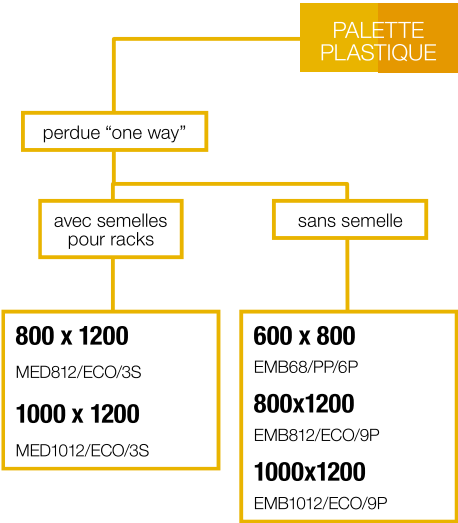 PALETTE
PLASTIQUE
perdue “one way”
avec semelles
pour racks
sans semelle
800 x 1200
MED812/ECO/3S
1000 x 1200
MED1012/ECO/3S
600 x 800
EMB68/PP/6P
800x1200
EMB812/ECO/9P
1000x1200
EMB1012/ECO/9P